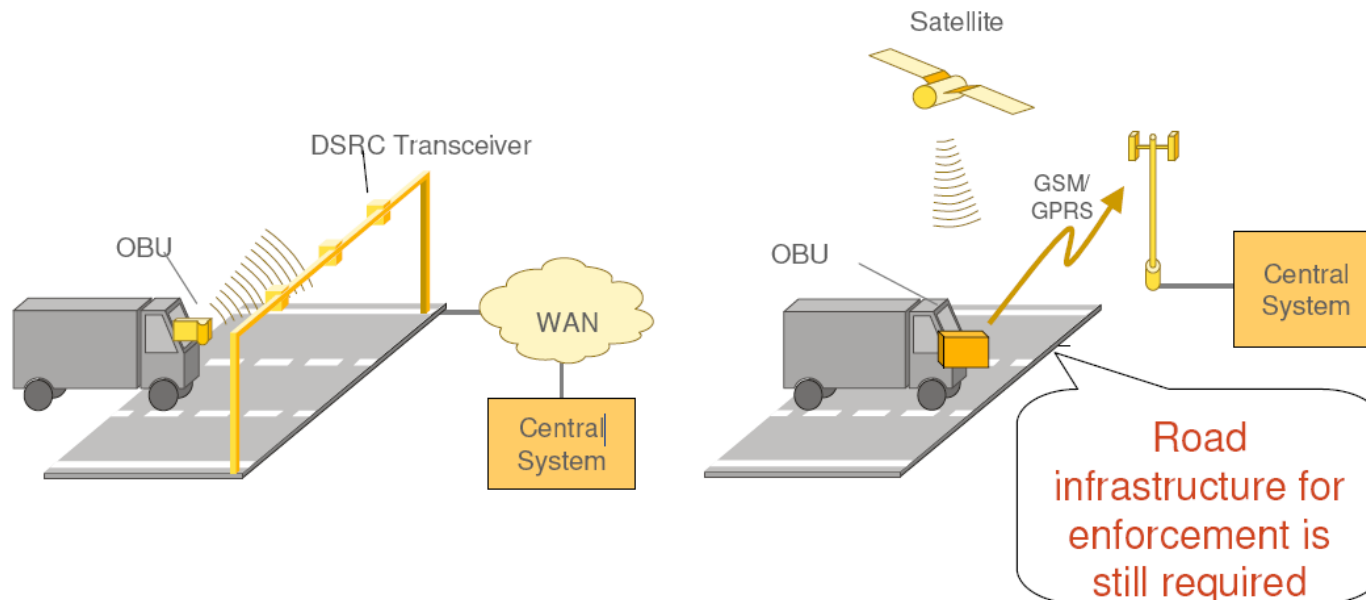 DSRC Transceiver
OBU
WAN
Central
System
Satellite
GSM/
GPRS
OBU
Central
System
Road
infrastructure for
enforcement is
still required